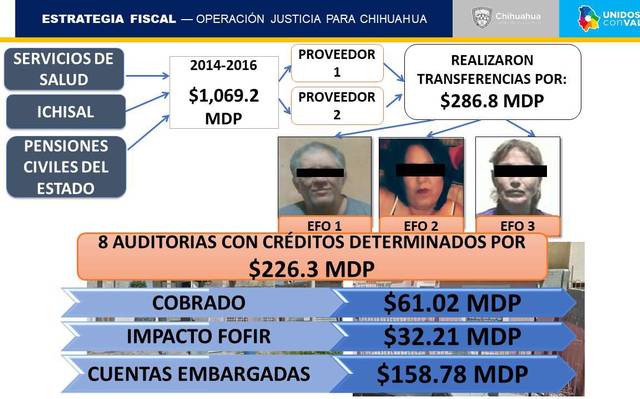 ESTRATEGIA FISCAL — OPERACIÓN JUSTICIA PARA CHIHUAHUA
Chihuahua
UNIDOS
conVAL
SERVICIOS DE
SALUD
ICHISAL
PENSIONES
CIVILES DEL
ESTADO
2014-2016
$1,069.2
MDP
PROVEEDOR
1
PROVEEDOR
2
REALIZARON
TRANSFERENCIAS POR:
$286.8 MDP
EFO 1
EFO 2
EFO 3
8 AUDITORIAS CON CRÉDITOS DETERMINADOS POR
$226.3 MDP
COBRADO
$61.02 MDP
IMPACTO FOFIR
$32.21 MDP
CUENTAS EMBARGADAS
$158.78 MDP